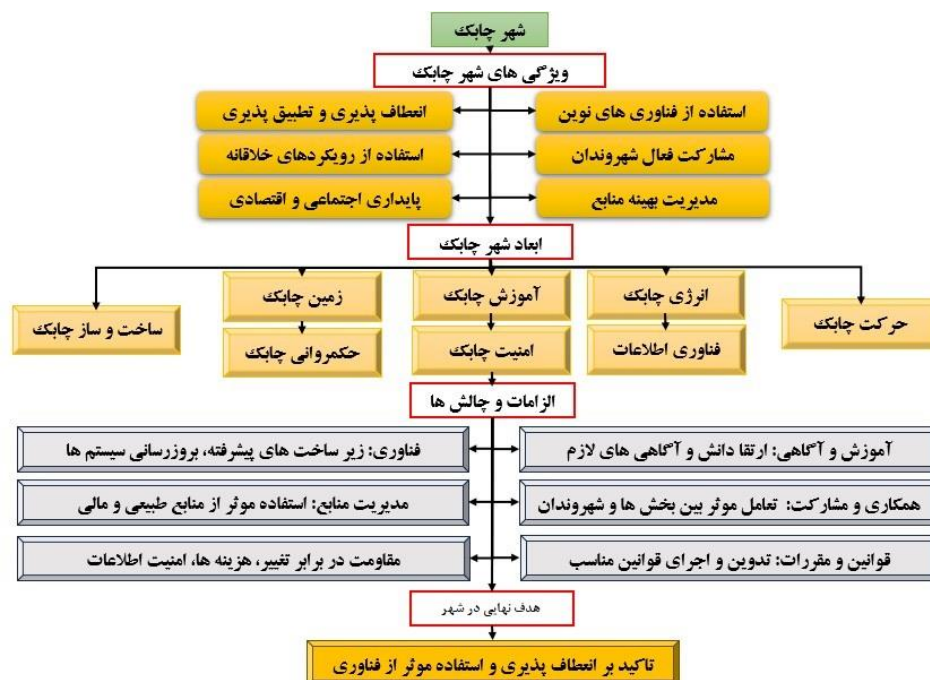 شهر چابک
ویژگی های شهر چابک
استفاده از فناوری های نوین
انعطاف پذیری و تطبیق پذیری
مشارکت فعال شهروندان
استفاده از رویکردهای خلاقانه
مدیریت بهینه منابع
پایداری اجتماعی و اقتصادی
ابعاد شهر چابک
حرکت چابک
انرژی چابک
آموزش چابک
زمین چابک
ساخت و ساز چابک
فناوری اطلاعات
امنیت چابک
حکمروانی چابک
الزامات و چالش ها
آموزش و آگاهی: ارتقا دانش و آگاهی های لازم
فناوری: زیر ساخت های پیشرفته، بروزرسانی سیستم ها
همکاری و مشارکت: تعامل موثر بین بخش ها و شهروندان
مدیریت منابع: استفاده موثر از منابع طبیعی و مالی
قوانین و مقررات: تدوین و اجرای قوانین مناسب
مقاومت در برابر تغییر، هزینه ها، امنیت اطلاعات
هدف نهایی در شهر
تاکید بر انعطاف پذیری و استفاده موثر از فناوری